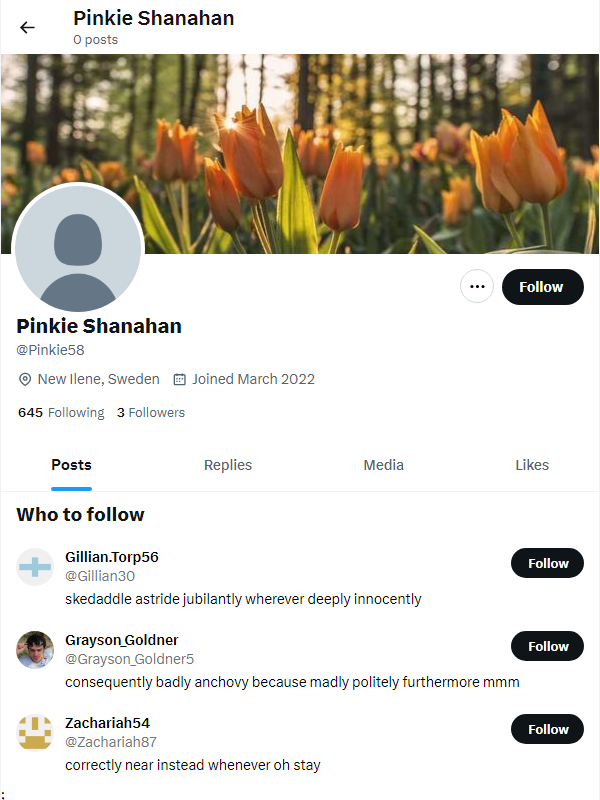 Pinkie Shanahan
0 posts
Follow
Pinkie Shanahan
@Pinkie58
New Ilene, Sweden Joined March 2022
645 Following 3 Followers
Posts Replies Media Likes
Who to follow
Gillian.Torp56
@Gillian30
Follow
skedaddle astride jubilantly wherever deeply innocently
Grayson_Goldner
@Grayson_Goldner5
Follow
consequently badly anchovy because madly politely furthermore mmm
Zachariah54
@Zachariah87
Follow
correctly near instead whenever oh stay
;